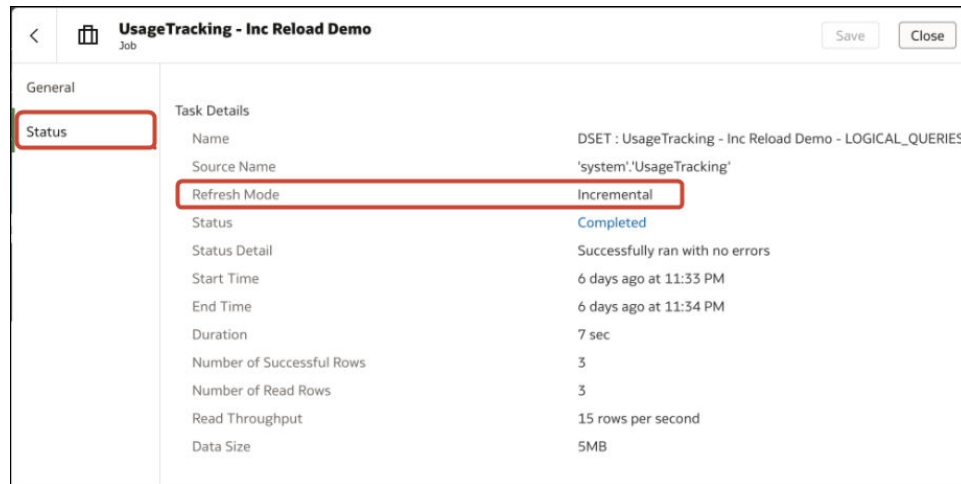 UsageTracking - Inc Reload Demo
Job
Save
Close
General
Status
Task Details
Name DSET : UsageTracking - Inc Reload Demo - LOGICAL_QUERIES
Source Name 'system'.'UsageTracking'
Refresh Mode Incremental
Status Completed
Status Detail Successfully ran with no errors
Start Time 6 days ago at 11:33 PM
End Time 6 days ago at 11:34 PM
Duration 7 sec
Number of Successful Rows 3
Number of Read Rows 3
Read Throughput 15 rows per second
Data Size 5MB